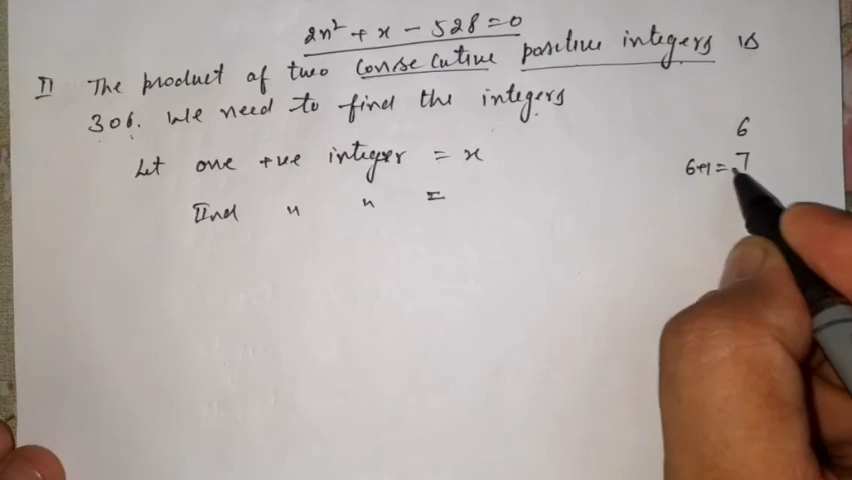 2x² + x - 528 = 0
II The product of two consecutive positive integers is
306. We need to find the integers
Let one +ve integer = x
IInd " " =
6
6+1 = 7